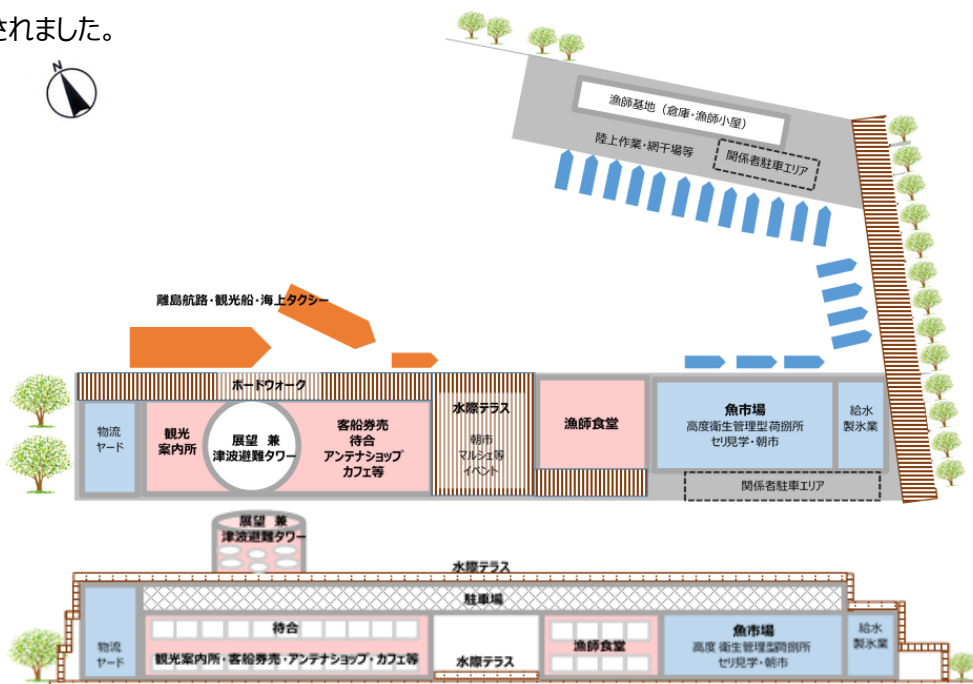 されました。
N
漁師基地（倉庫・漁師小屋）
陸上作業・網干場等
関係者駐車エリア
離島航路・観光船・海上タクシー
ボードウォーク
物流
ヤード
観光
案内所
展望 兼
津波避難タワー
客船券売
待合
アンテナショップ
カフェ等
水際テラス
朝市
マルシェ等
イベント
漁師食堂
魚市場
高度衛生管理型荷捌所
セリ見学・朝市
給水
製氷業
関係者駐車エリア
展望 兼
津波避難タワー
水際テラス
駐車場
物流
ヤード
待合
観光案内所・客船券売・アンテナショップ・カフェ等
水際テラス
漁師食堂
魚市場
高度 衛生管理型荷捌所
セリ見学・朝市
給水
製氷業